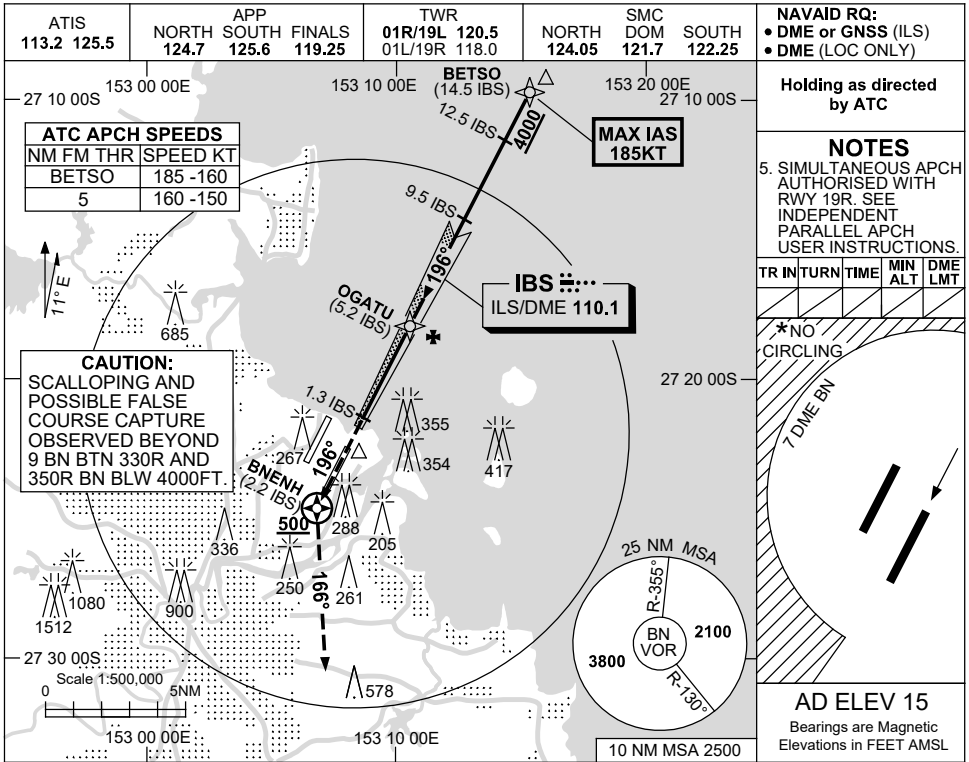 ATIS
113.2 125.5
APP
NORTH SOUTH FINALS
124.7 125.6 119.25
TWR
01R/19L 120.5
01L/19R 118.0
SMC
NORTH DOM SOUTH
124.05 121.7 122.25
NAVAID RQ:
• DME or GNSS (ILS)
• DME (LOC ONLY)
Holding as directed
by ATC
NOTES
5. SIMULTANEOUS APCH
AUTHORISED WITH
RWY 19R. SEE
INDEPENDENT
PARALLEL APCH
USER INSTRUCTIONS.
TR IN TURN TIME MIN ALT DME LMT
*NO
CIRCLING
7 DME BN
AD ELEV 15
Bearings are Magnetic
Elevations in FEET AMSL
153 00 00E
153 10 00E
153 20 00E
27 10 00S
27 10 00S
BETSO
(14.5 IBS)
12.5 IBS
4000
MAX IAS
185KT
ATC APCH SPEEDS
NM FM THR SPEED KT
BETSO 185 -160
5 160 -150
9.5 IBS
196°
11° E
IBS
ILS/DME 110.1
OGATU
(5.2 IBS)
685
CAUTION:
SCALLOPING AND
POSSIBLE FALSE
COURSE CAPTURE
OBSERVED BEYOND
9 BN BTN 330R AND
350R BN BLW 4000FT.
27 20 00S
1.3 IBS
355
354
417
267
196°
BNENH
(2.2 IBS)
500
288
205
336
250
261
166°
1080
1512
900
578
25 NM MSA
R-355°
BN
VOR
2100
3800
R-130°
10 NM MSA 2500
27 30 00S
Scale 1:500,000
0 5NM
153 00 00E
153 10 00E